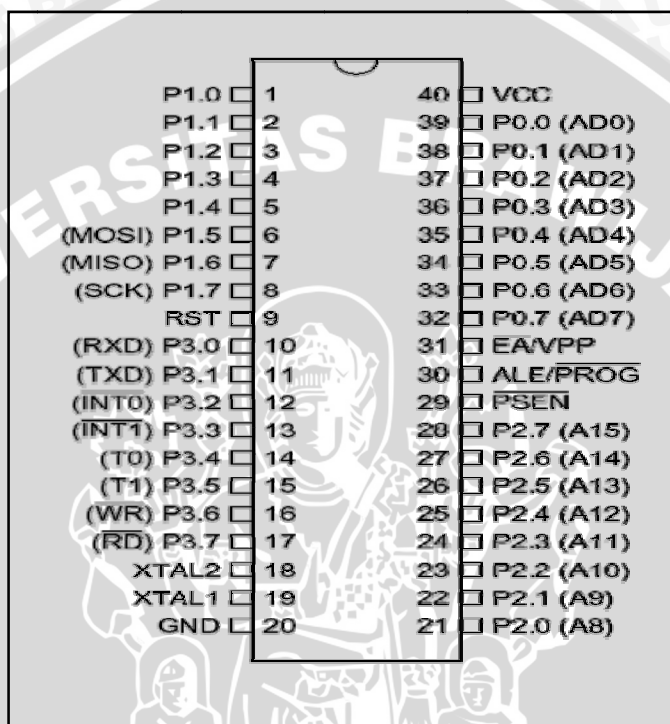 P1.0 1 40 VCC
P1.1 2 39 P0.0 (AD0)
P1.2 3 38 P0.1 (AD1)
P1.3 4 37 P0.2 (AD2)
P1.4 5 36 P0.3 (AD3)
(MOSI) P1.5 6 35 P0.4 (AD4)
(MISO) P1.6 7 34 P0.5 (AD5)
(SCK) P1.7 8 33 P0.6 (AD6)
RST 9 32 P0.7 (AD7)
(RXD) P3.0 10 31 EA/VPP
(TXD) P3.1 11 30 ALE/P̅R̅O̅G̅
(INT0) P3.2 12 29 P̅S̅E̅N̅
(I̅N̅T̅1̅) P3.3 13 28 P2.7 (A15)
(T0) P3.4 14 27 P2.6 (A14)
(T1) P3.5 15 26 P2.5 (A13)
(W̅R̅) P3.6 16 25 P2.4 (A12)
(R̅D̅) P3.7 17 24 P2.3 (A11)
XTAL2 18 23 P2.2 (A10)
XTAL1 19 22 P2.1 (A9)
GND 20 21 P2.0 (A8)